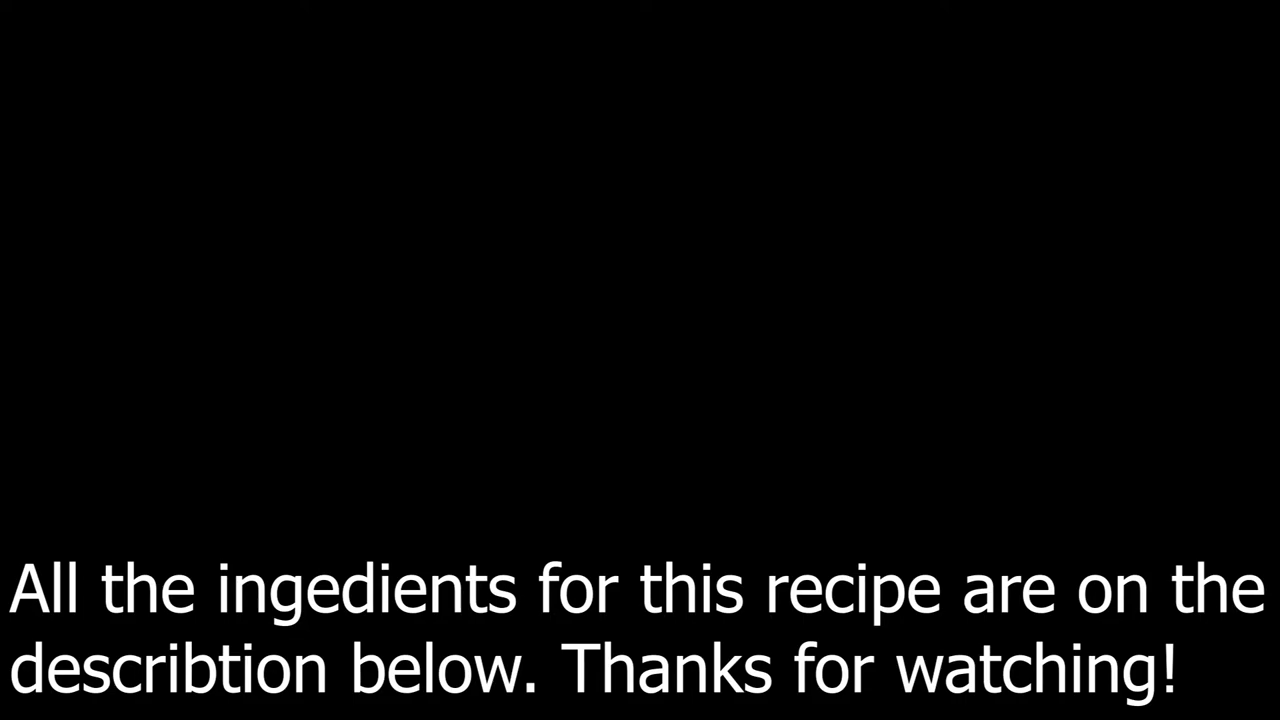 All the ingedients for this recipe are on the
describtion below. Thanks for watching!